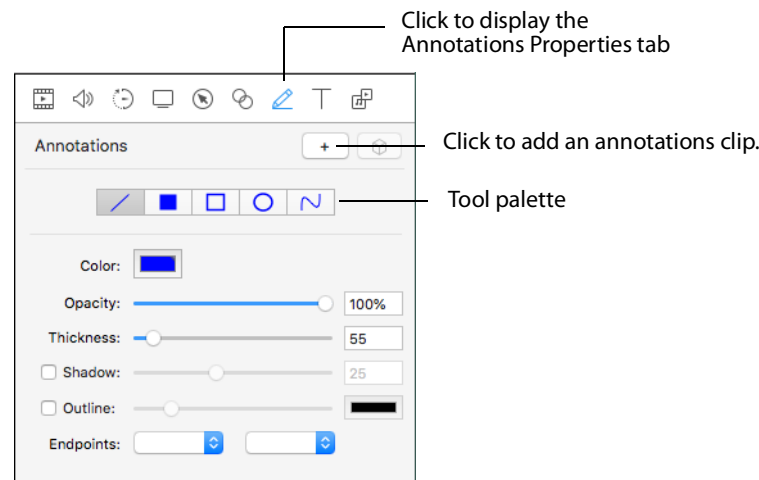 Click to display the
Annotations Properties tab
Annotations
+
Click to add an annotations clip.
Tool palette
Color:
Opacity: 100%
Thickness: 55
Shadow: 25
Outline:
Endpoints: